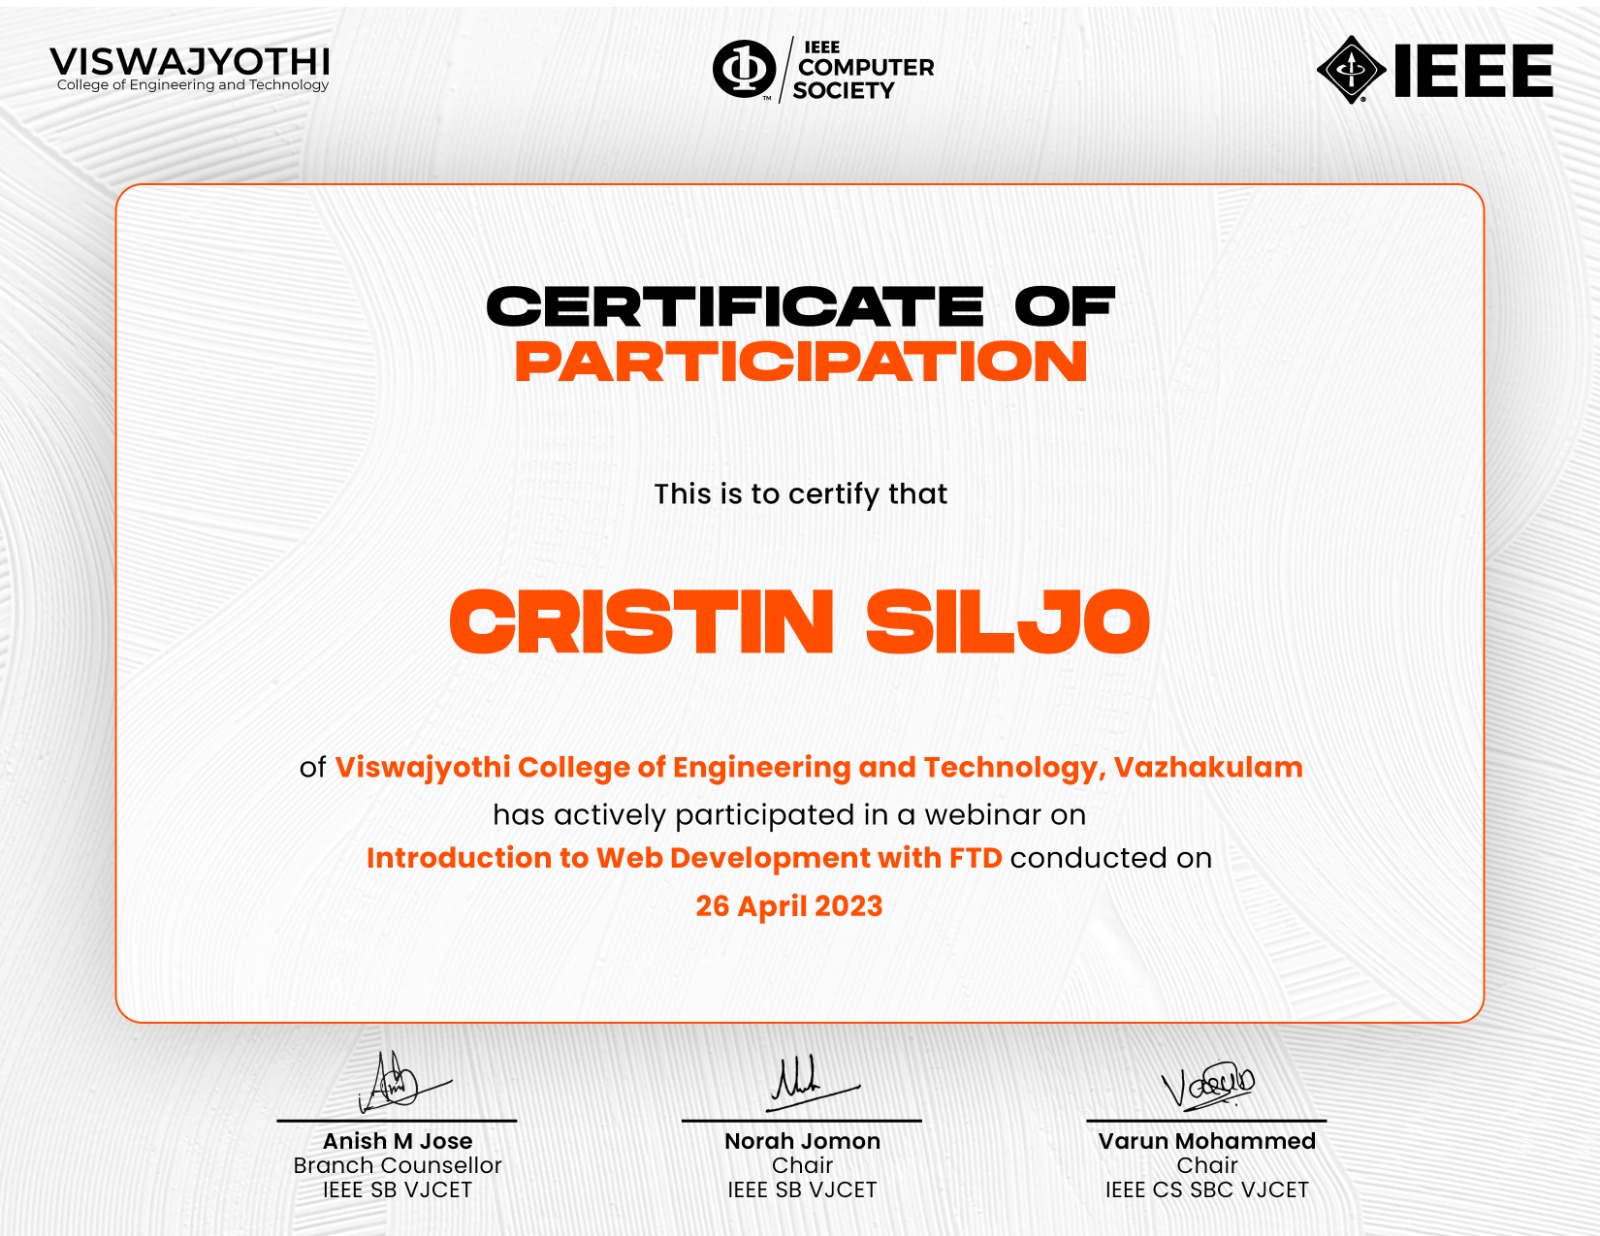 VISWAJYOTHI
College of Engineering and Technology
IEEE
COMPUTER
SOCIETY
TM
IEEE
CERTIFICATE OF
PARTICIPATION
This is to certify that
CRISTIN SILJO
of Viswajyothi College of Engineering and Technology, Vazhakulam
has actively participated in a webinar on
Introduction to Web Development with FTD conducted on
26 April 2023
Anish M Jose
Branch Counsellor
IEEE SB VJCET
Norah Jomon
Chair
IEEE SB VJCET
Varun Mohammed
Chair
IEEE CS SBC VJCET